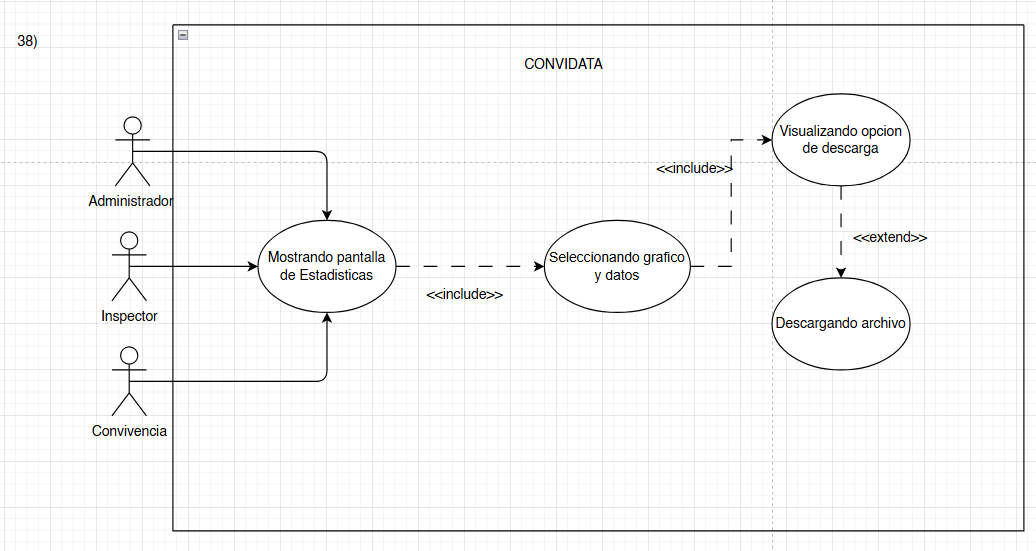 38)
CONVIDATA
Administrador
Inspector
Convivencia
Mostrando pantalla
de Estadisticas
<<include>>
Seleccionando grafico
y datos
<<include>>
Visualizando opcion
de descarga
<<extend>>
Descargando archivo